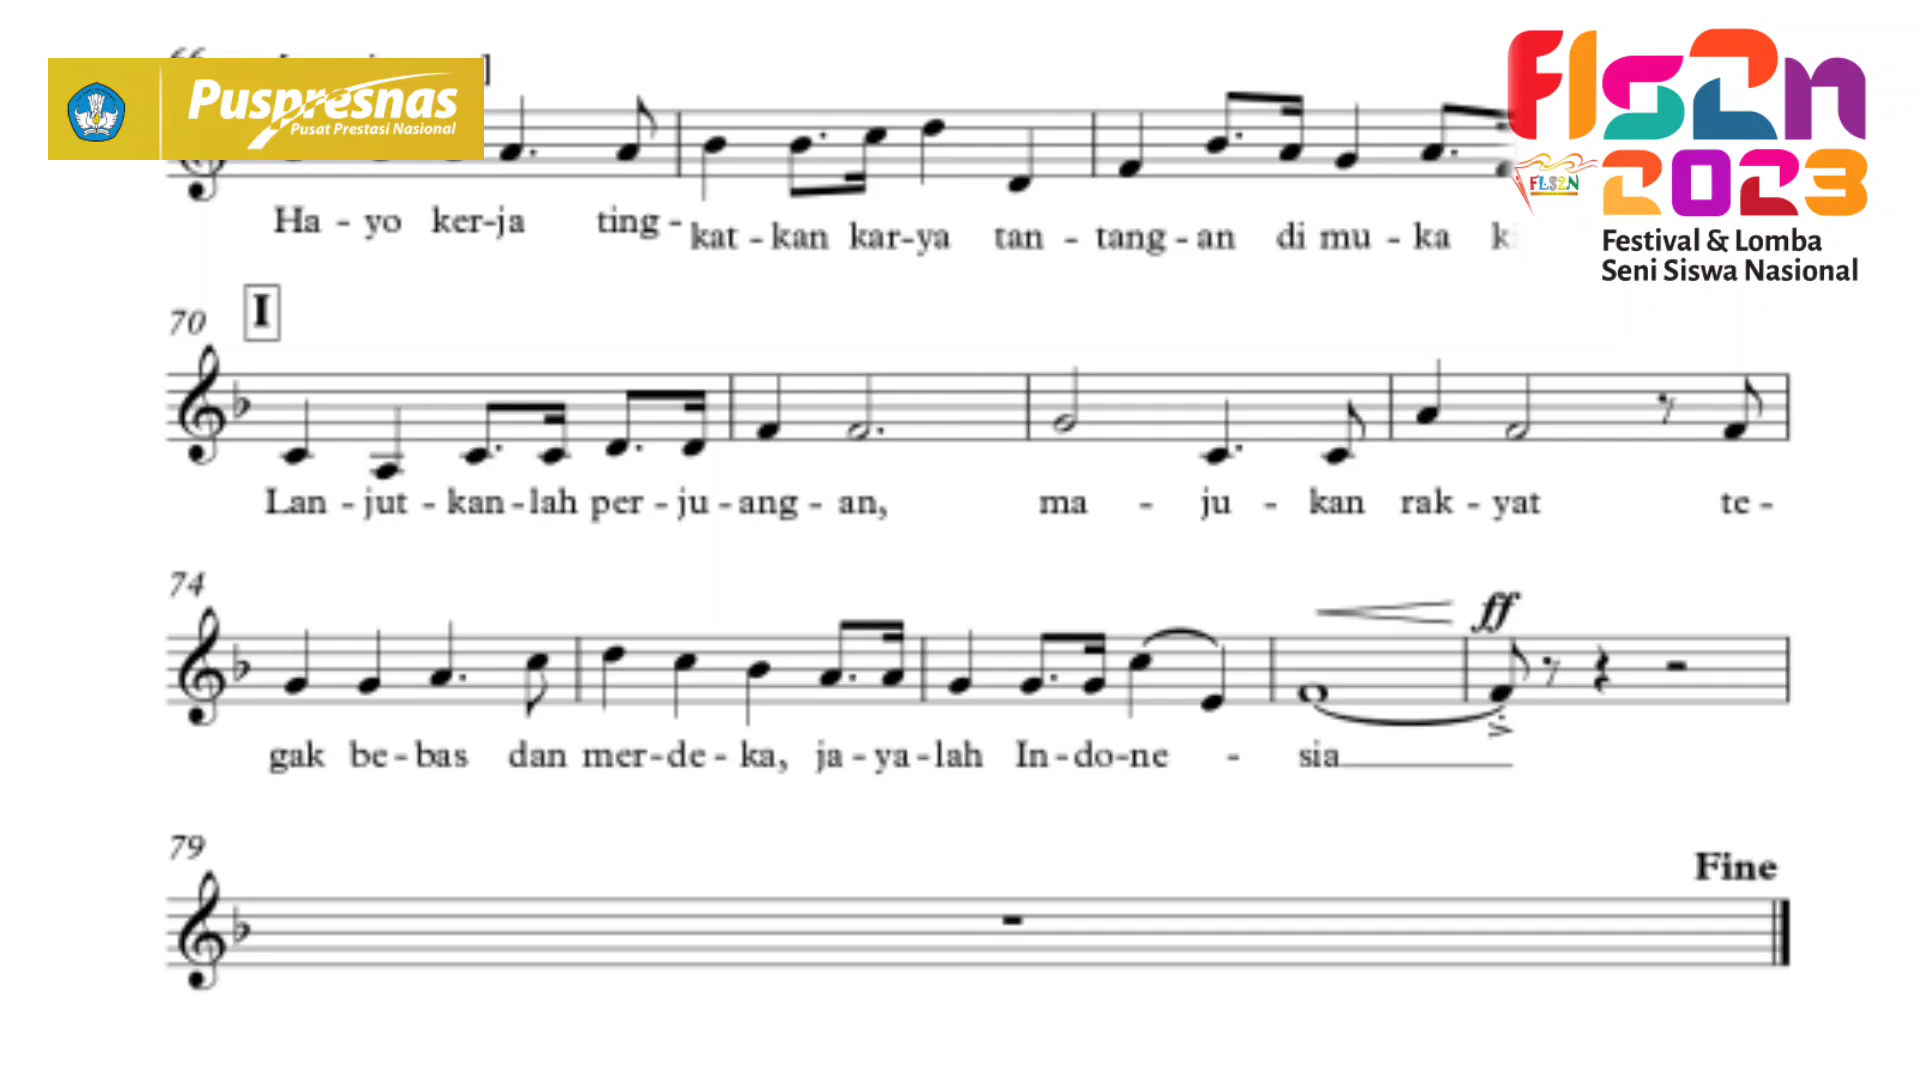 Puspresnas
Pusat Prestasi Nasional
fls2n
FLS2N
2023
Festival & Lomba
Seni Siswa Nasional
Ha - yo ker-ja ting - kat - kan kar-ya tan - tang - an di mu - ka
70 I
Lan - jut - kan - lah per - ju - ang - an, ma - ju - kan rak - yat te -
74 ff
gak be - bas dan mer-de - ka, ja - ya - lah In - do-ne - sia
79 Fine